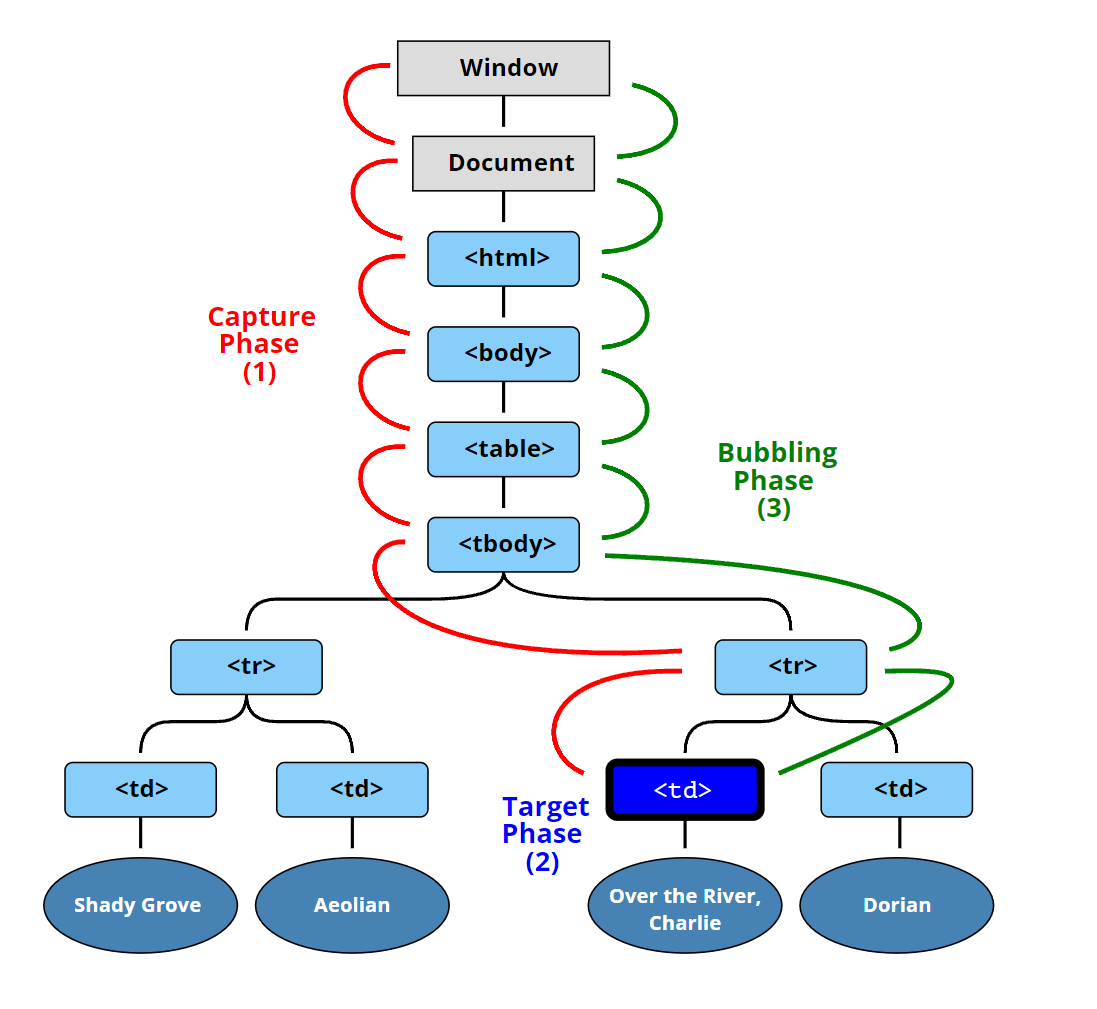 Window
Document
<html>
Capture
Phase
(1)
<body>
<table>
Bubbling
Phase
(3)
<tbody>
<tr>
<tr>
<td>
<td>
<td>
<td>
Target
Phase
(2)
Shady Grove
Aeolian
Over the River,
Charlie
Dorian